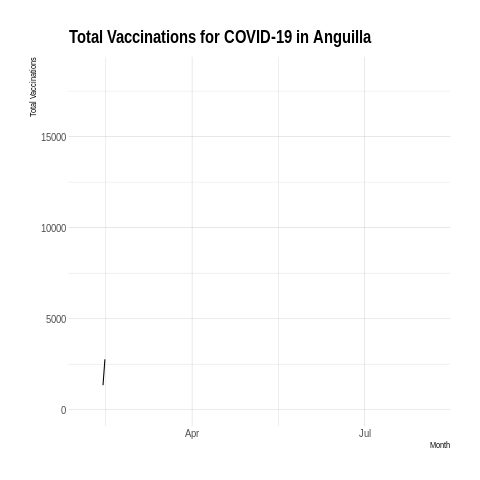 Total Vaccinations for COVID-19 in Anguilla
Total Vaccinations
15000
10000
5000
0
Apr
Jul
Month